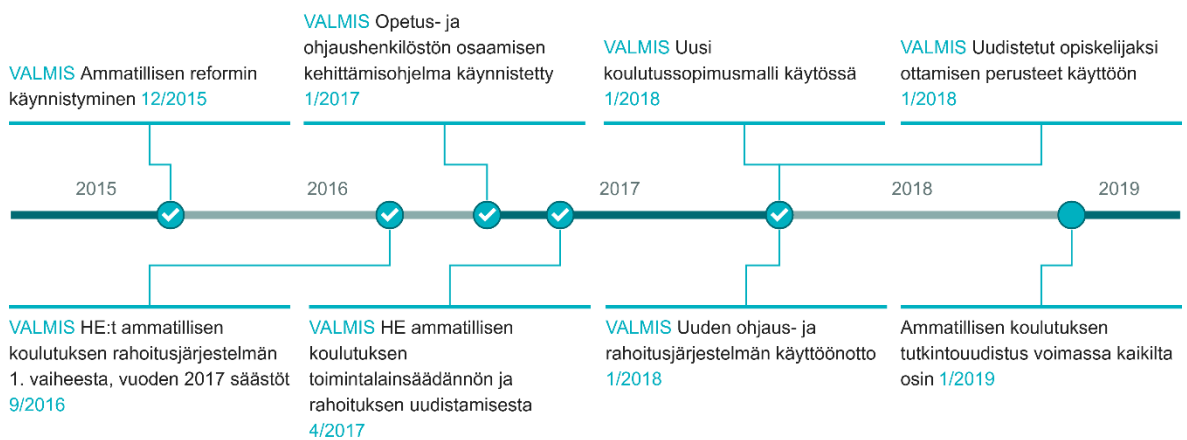 VALMIS Ammatillisen reformin
käynnistyminen 12/2015
VALMIS Opetus- ja
ohjaushenkilöstön osaamisen
kehittämisohjelma käynnistetty
1/2017
VALMIS Uusi
koulutussopimusmalli käytössä
1/2018
VALMIS Uudistetut opiskelijaksi
ottamisen perusteet käyttöön
1/2018
2015
2016
2017
2018
2019
VALMIS HE:t ammatillisen
koulutuksen rahoitusjärjestelmän
1. vaiheesta, vuoden 2017 säästöt
9/2016
VALMIS HE ammatillisen
koulutuksen
toimintalainsäädännön ja
rahoituksen uudistamisesta
4/2017
VALMIS Uuden ohjaus- ja
rahoitusjärjestelmän käyttöönotto
1/2018
Ammatillisen koulutuksen
tutkintouudistus voimassa kaikilta
osin 1/2019